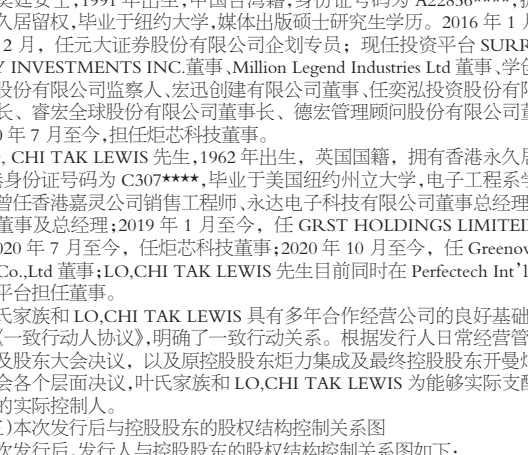 女士，1991 年出生，中国台湾籍，身份证号码为 A22836****，拥
久居留权，毕业于纽约大学，媒体出版硕士研究生学历。2016 年 1 月
2 月，任元大证券股份有限公司企划专员；现任投资平台 SURR
Y INVESTMENTS INC.董事、Million Legend Industries Ltd 董事、学创
股份有限公司监察人、宏迅创建有限公司董事、任奕泓投资股份有限
长、睿宏全球股份有限公司董事长、德宏管理顾问股份有限公司董
0 年 7 月至今，担任炬芯科技董事。
, CHI TAK LEWIS 先生，1962 年出生，英国国籍，拥有香港永久居
身份证号码为 C307****，毕业于美国纽约州立大学，电子工程系学
曾任香港嘉灵公司销售工程师、永达电子科技有限公司董事总经理
董事及总经理；2019 年 1 月至今，任 GRST HOLDINGS LIMITED
020 年 7 月至今，任炬芯科技董事；2020 年 10 月至今，任 Greenov
Co.,Ltd 董事；LO,CHI TAK LEWIS 先生目前同时在 Perfectech Int'l
平台担任董事。
氏家族和 LO,CHI TAK LEWIS 具有多年合作经营公司的良好基础
《一致行动人协议》，明确了一致行动关系。根据发行人日常经营管
及股东大会决议，以及原控股股东炬力集成及最终控股股东开曼炬
会各个层面决议，叶氏家族和 LO,CHI TAK LEWIS 为能够实际支配
的实际控制人。
）本次发行后与控股股东的股权结构控制关系图
次发行后，发行人与控股股东的股权结构控制关系图如下：